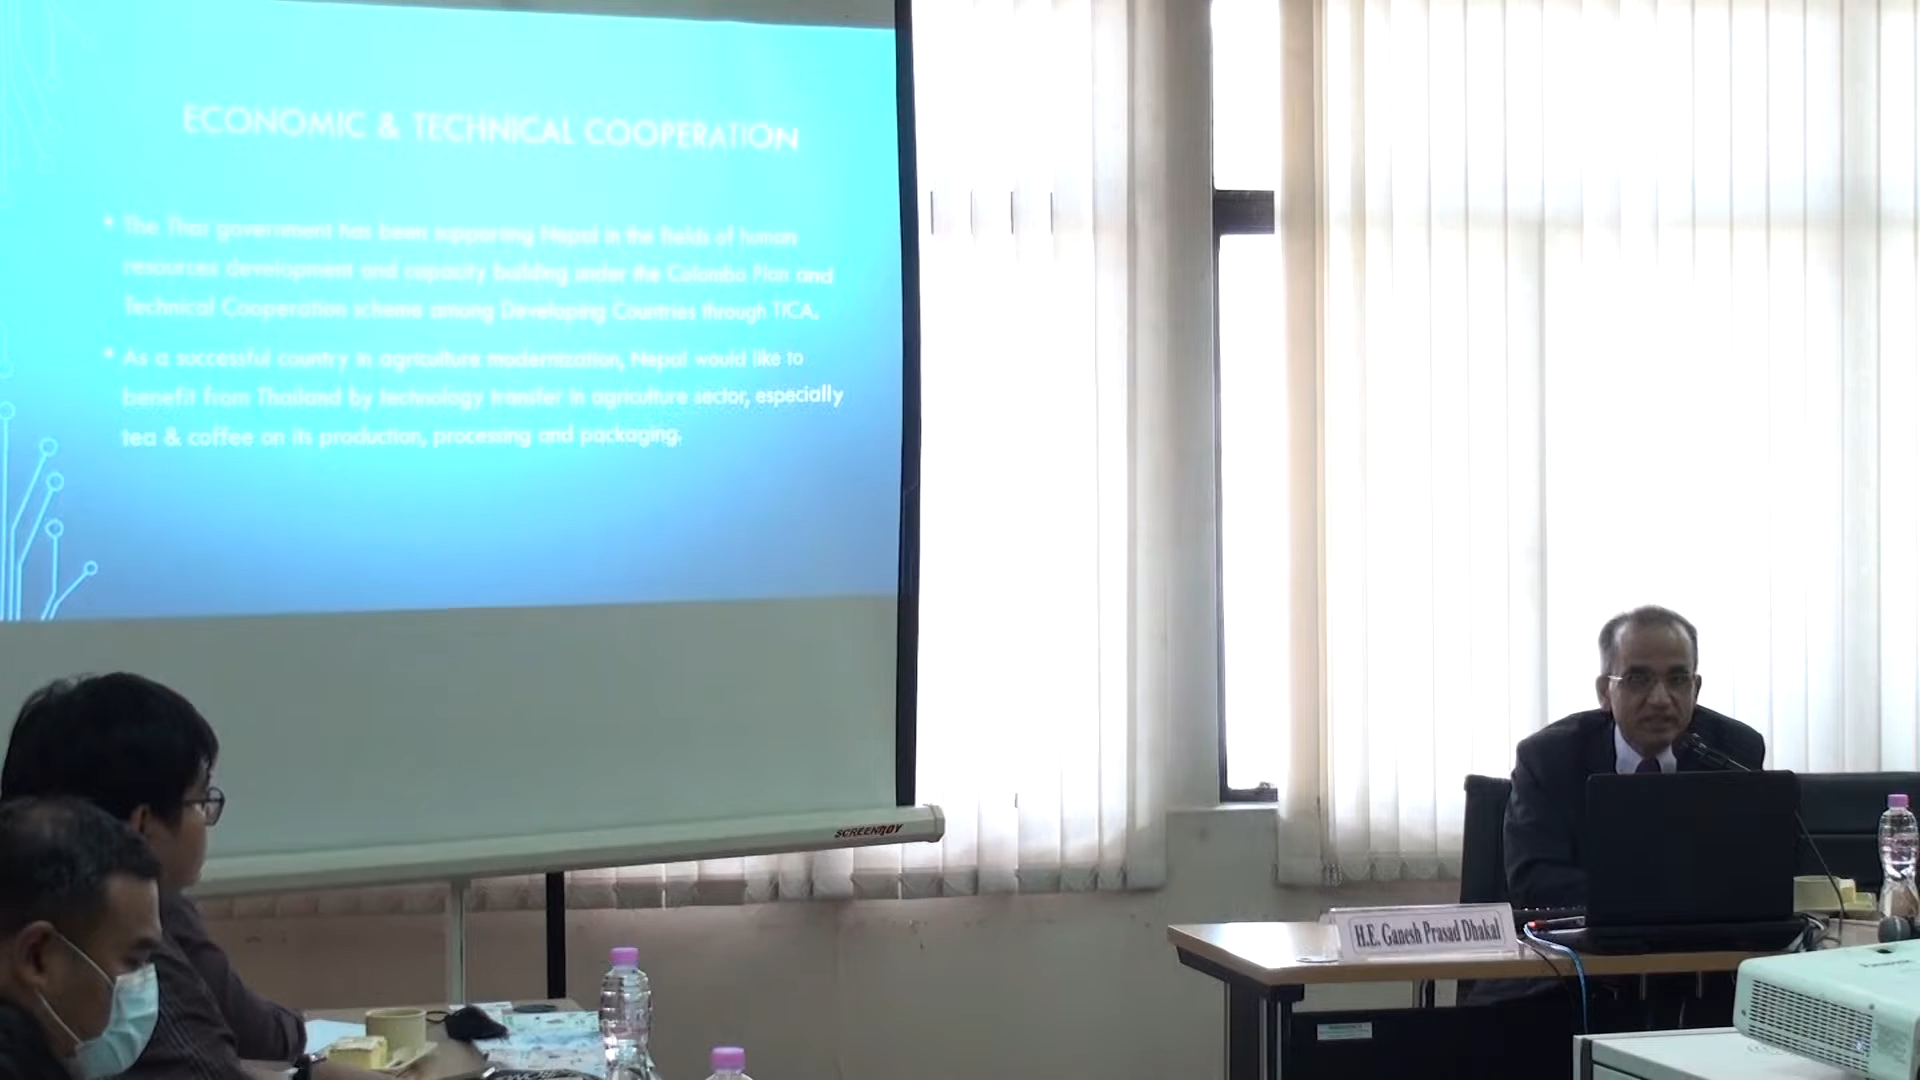 ECONOMIC & TECHNICAL COOPERATION
• The Thai government has been supporting Nepal in the fields of human
resources development and capacity building under the Colombo Plan and
Technical Cooperation scheme among Developing Countries through TICA.
• As a successful country in agriculture modernization, Nepal would like to
benefit from Thailand by technology transfer in agriculture sector, especially
tea & coffee on its production, processing and packaging.
SCREENBOY
H.E. Ganesh Prasad Dhakal